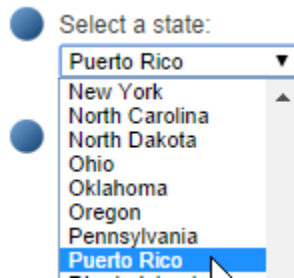 Select a state:
Puerto Rico
New York
North Carolina
North Dakota
Ohio
Oklahoma
Oregon
Pennsylvania
Puerto Rico